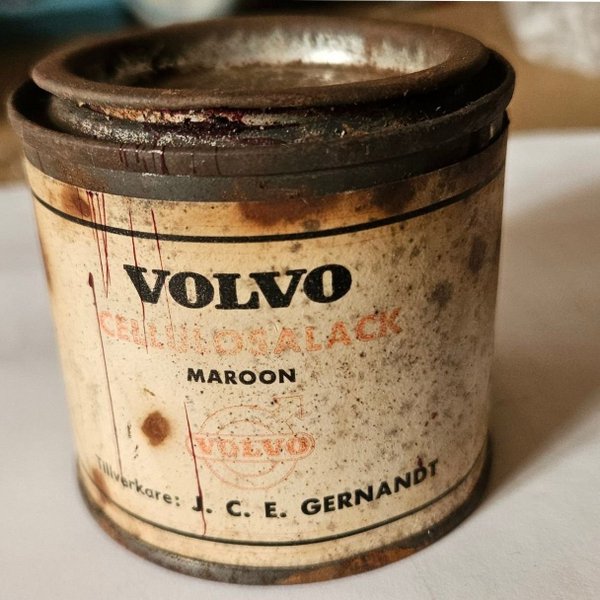 VOLVO
CELLULOSALACK
MAROON
VOLVO
Tillverkare: J. C. E. GERNANDT